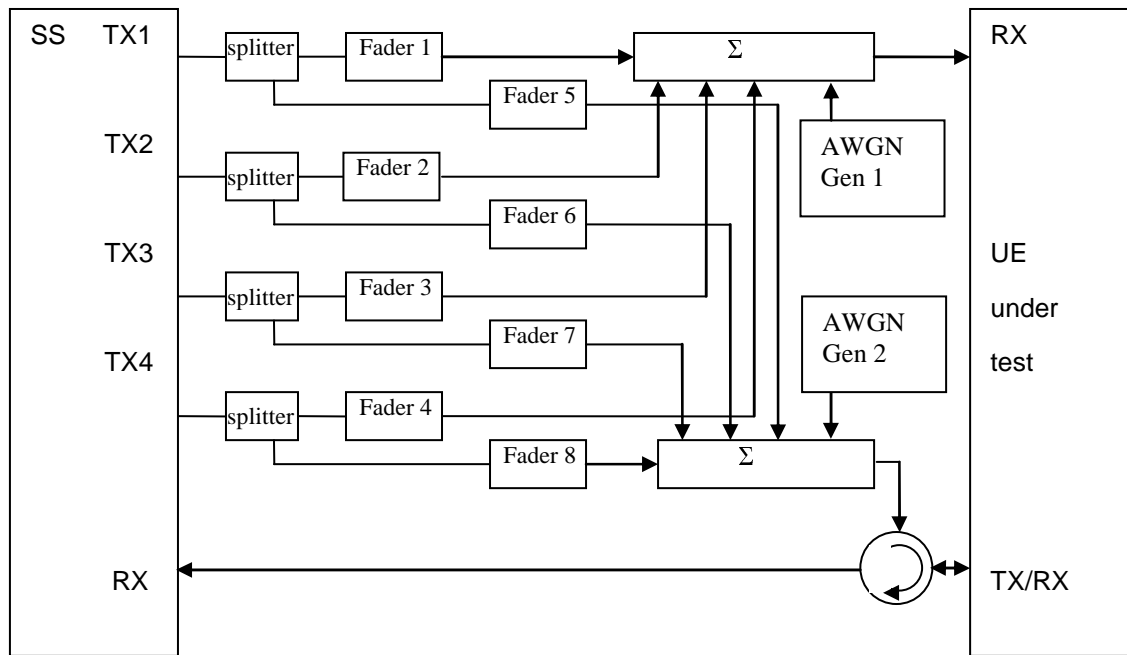 SS TX1
splitter
Fader 1
Σ
RX
Fader 5
TX2
AWGN
Gen 1
splitter
Fader 2
Fader 6
TX3
UE
splitter
Fader 3
under
AWGN
Gen 2
Fader 7
TX4
test
splitter
Fader 4
Fader 8
Σ
RX
TX/RX